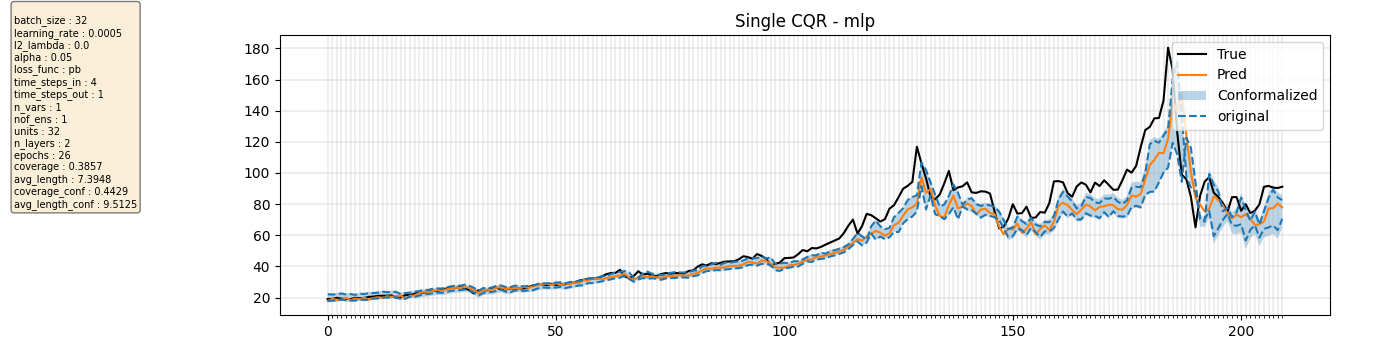 batch_size : 32
learning_rate : 0.0005
l2_lambda : 0.0
alpha : 0.05
loss_func : pb
time_steps_in : 4
time_steps_out : 1
n_vars : 1
nof_ens : 1
units : 32
n_layers : 2
epochs : 26
coverage : 0.3857
avg_length : 7.3948
coverage_conf : 0.4429
avg_length_conf : 9.5125
Single CQR - mlp
180
160
140
120
100
80
60
40
20
0
50
100
150
200
True
Pred
Conformalized
original